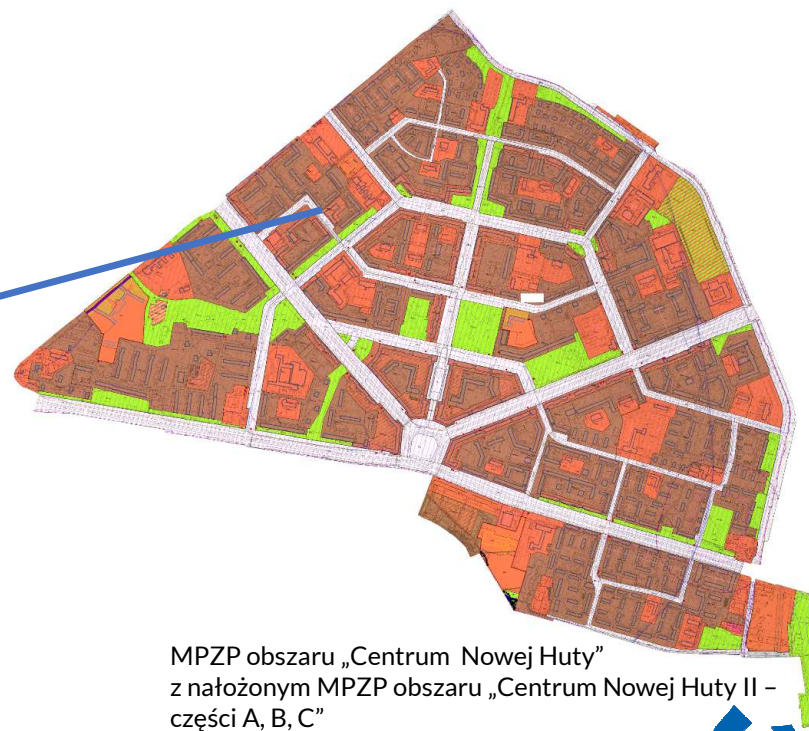 MPZP obszaru „Centrum Nowej Huty”
z nałożonym MPZP obszaru „Centrum Nowej Huty II –
części A, B, C”